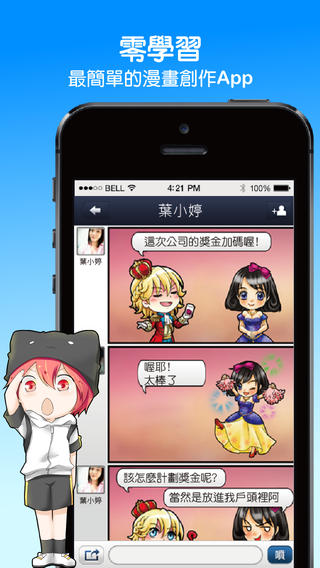 零學習
最簡單的漫畫創作App
BELL
4:21 PM
100%
葉小婷
葉小婷
這次公司的獎金加碼喔!
喔耶!
太棒了
葉小婷
該怎麼計劃獎金呢?
當然是放進我戶頭裡阿
噴